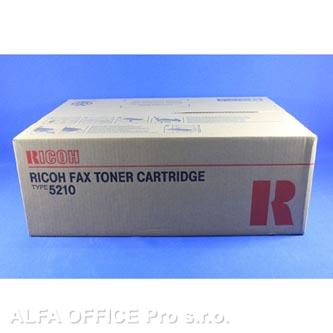 RICOH
RICOH FAX TONER CARTRIDGE
TYPE 5210
R
ALFA OFFICE Pro s.r.o.